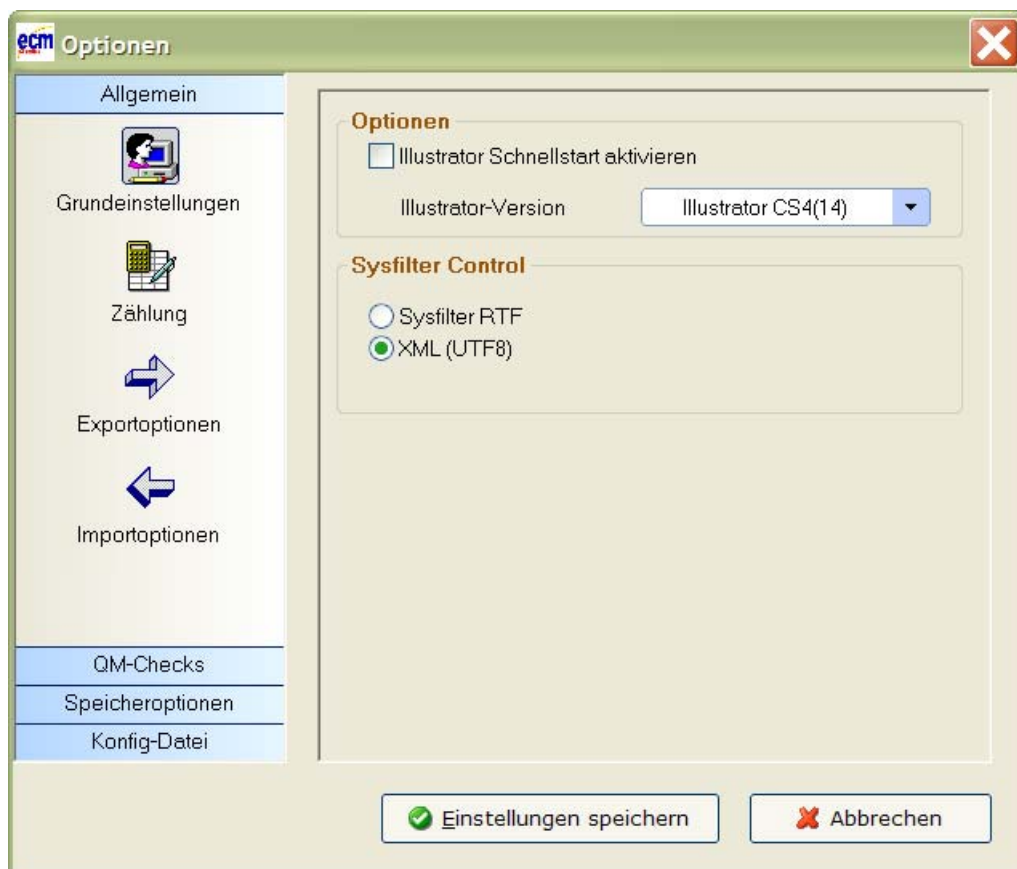 ecm Optionen
Allgemein
Grundeinstellungen
Zählung
Exportoptionen
Importoptionen
QM-Checks
Speicheroptionen
Konfig-Datei
Optionen
Illustrator Schnellstart aktivieren
Illustrator-Version Illustrator CS4(14)
Sysfilter Control
Sysfilter RTF
XML (UTF8)
Einstellungen speichern Abbrechen